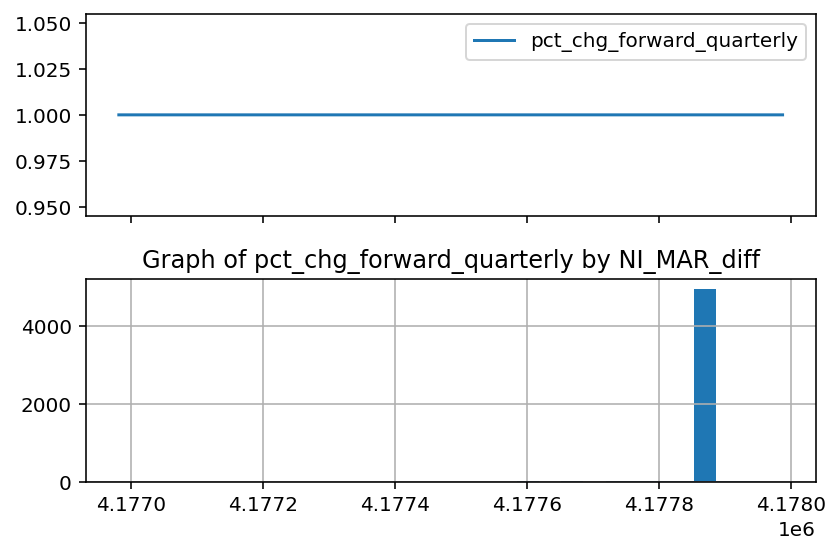 1.050
1.025
1.000
0.975
0.950
pct_chg_forward_quarterly
Graph of pct_chg_forward_quarterly by NI_MAR_diff
4000
2000
0
4.1770 4.1772 4.1774 4.1776 4.1778 4.1780
1e6